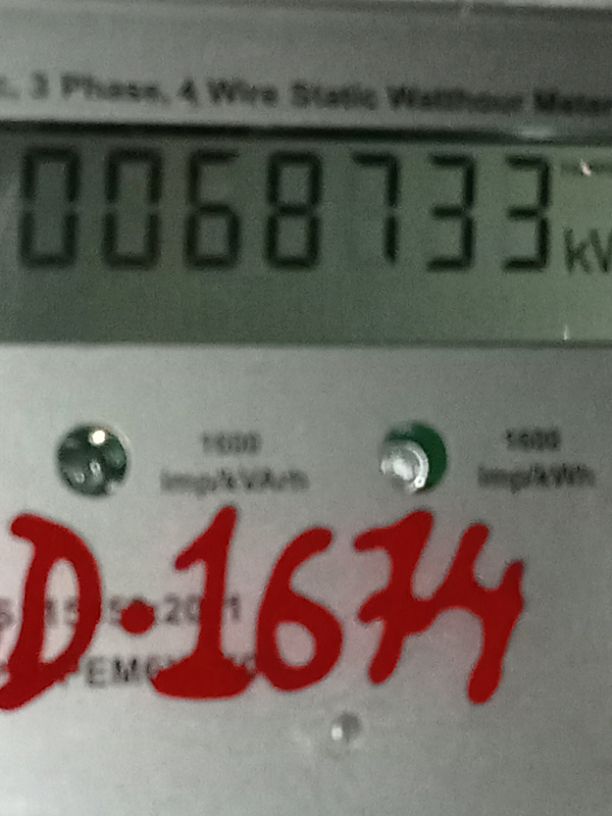 3 Phase, 4 Wire Static Watthour Meter
0068733
1600
Imp/kVArh
1600
Imp/kWh
D.1674